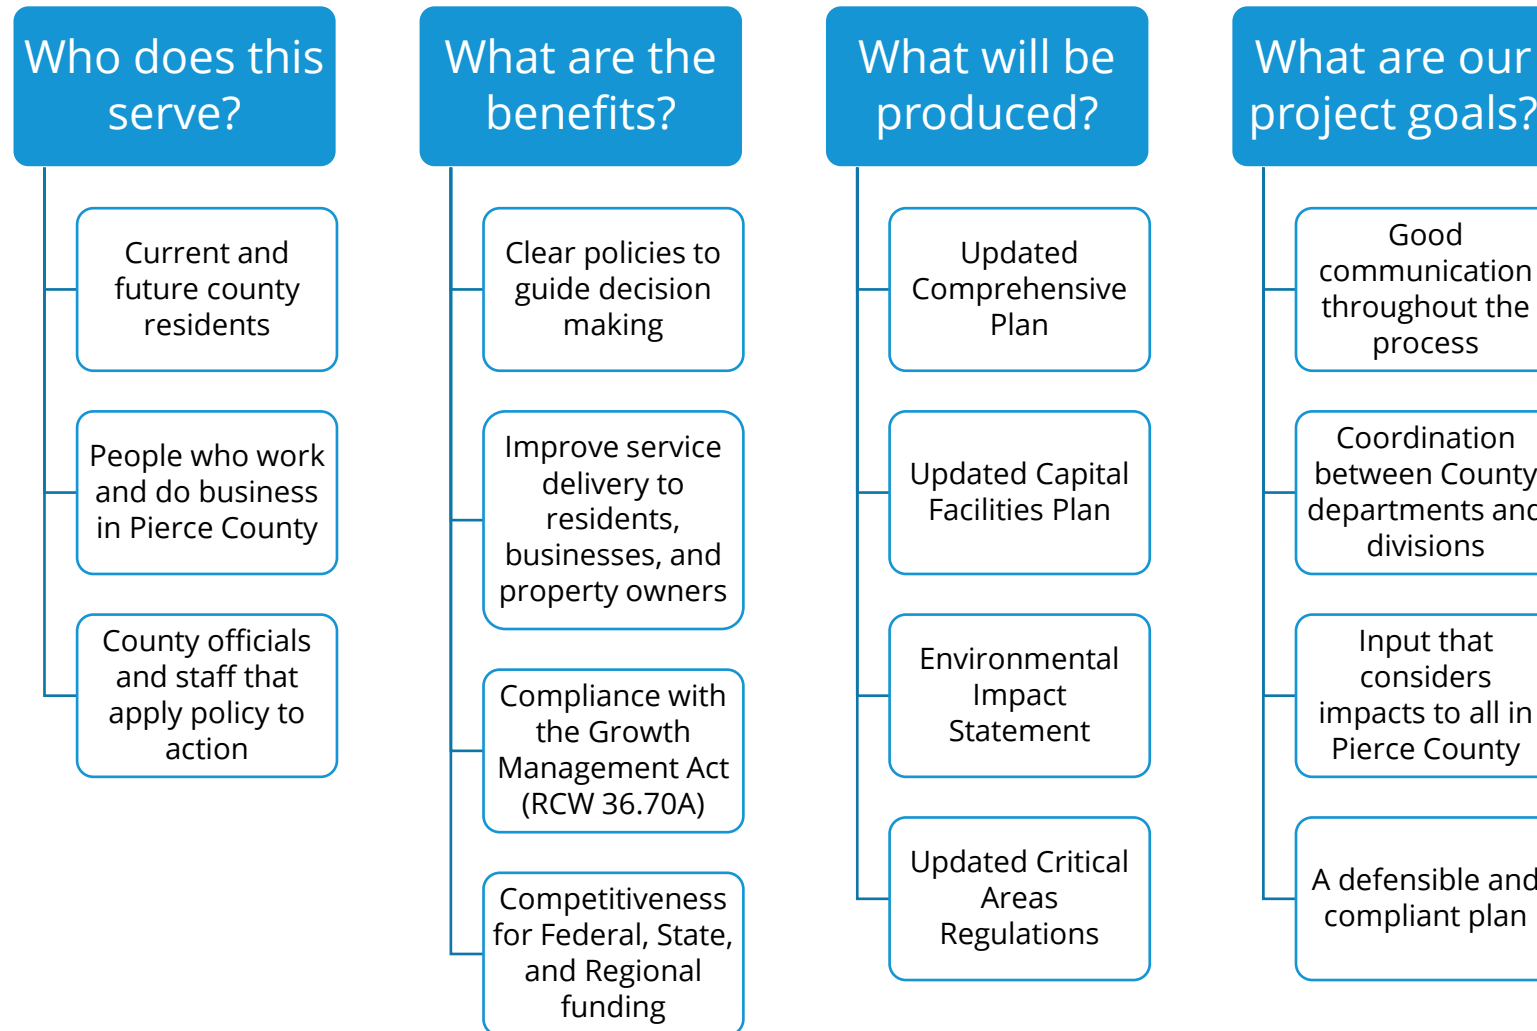 Who does this
serve?
Current and
future county
residents
People who work
and do business
in Pierce County
County officials
and staff that
apply policy to
action
What are the
benefits?
Clear policies to
guide decision
making
Improve service
delivery to
residents,
businesses, and
property owners
Compliance with
the Growth
Management Act
(RCW 36.70A)
Competitiveness
for Federal, State,
and Regional
funding
What will be
produced?
Updated
Comprehensive
Plan
Updated Capital
Facilities Plan
Environmental
Impact
Statement
Updated Critical
Areas
Regulations
What are our
project goals?
Good
communication
throughout the
process
Coordination
between County
departments and
divisions
Input that
considers
impacts to all in
Pierce County
A defensible and
compliant plan